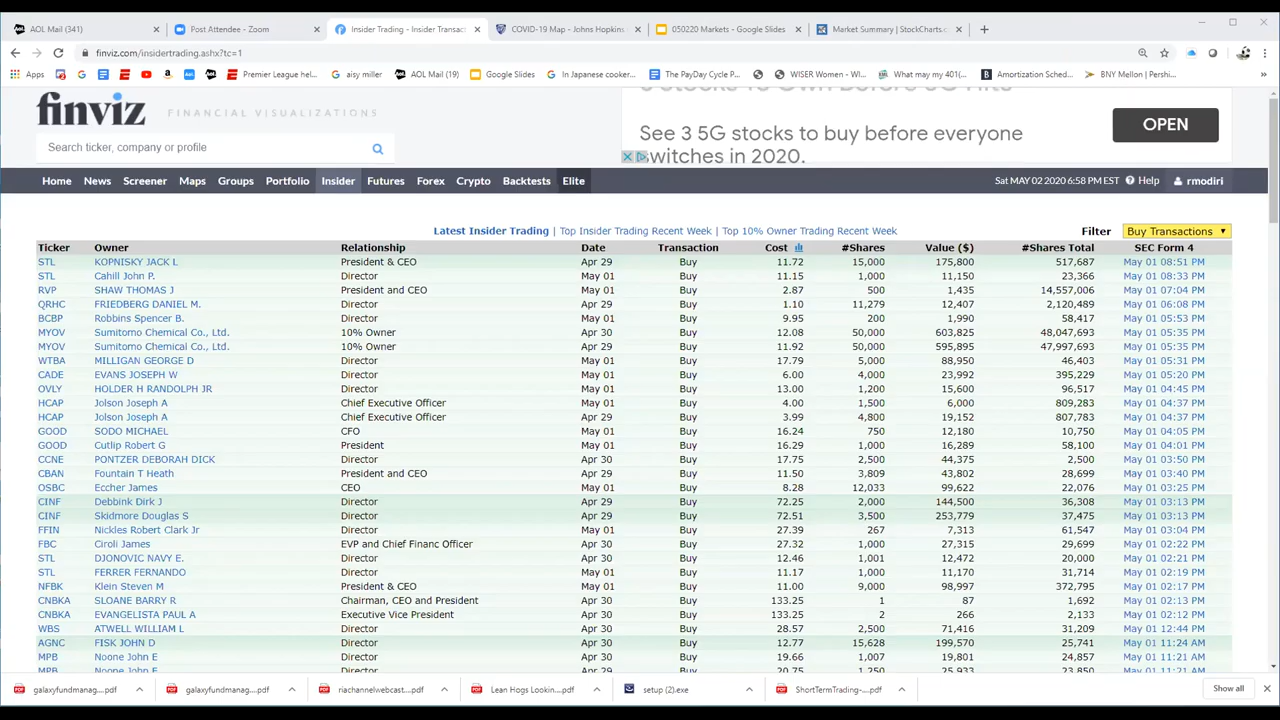 AOL Mail (341)
Post Attendee - Zoom
Insider Trading - Insider Transac
COVID-19 Map - Johns Hopkins
050220 Markets - Google Slides
Market Summary | StockCharts.c
finviz.com/insidertrading.ashx?tc=1
Apps
Premier League hel...
aisy miller
AOL Mail (19)
Google Slides
In Japanese cooker...
The PayDay Cycle P...
WISER Women - WI...
What may my 401(...
Amortization Sched...
BNY Mellon | Pershi...
finviz FINANCIAL VISUALIZATIONS
Search ticker, company or profile
See 3 5G stocks to buy before everyone
switches in 2020.
OPEN
Home News Screener Maps Groups Portfolio Insider Futures Forex Crypto Backtests Elite
Sat MAY 02 2020 6:58 PM EST Help rmodiri
Latest Insider Trading | Top Insider Trading Recent Week | Top 10% Owner Trading Recent Week Filter Buy Transactions
Ticker Owner Relationship Date Transaction Cost #Shares Value ($) #Shares Total SEC Form 4
STL KOPNISKY JACK L President & CEO Apr 29 Buy 11.72 15,000 175,800 517,687 May 01 08:51 PM
STL Cahill John P. Director May 01 Buy 11.15 1,000 11,150 23,366 May 01 08:33 PM
RVP SHAW THOMAS J President and CEO May 01 Buy 2.87 500 1,435 14,557,006 May 01 07:04 PM
QRHC FRIEDBERG DANIEL M. Director Apr 29 Buy 1.10 11,279 12,407 2,120,489 May 01 06:08 PM
BCBP Robbins Spencer B. Director May 01 Buy 9.95 200 1,990 58,417 May 01 05:53 PM
MYOV Sumitomo Chemical Co., Ltd. 10% Owner Apr 30 Buy 12.08 50,000 603,825 48,047,693 May 01 05:35 PM
MYOV Sumitomo Chemical Co., Ltd. 10% Owner Apr 29 Buy 11.92 50,000 595,895 47,997,693 May 01 05:35 PM
WTBA MILLIGAN GEORGE D Director May 01 Buy 17.79 5,000 88,950 46,403 May 01 05:31 PM
CADE EVANS JOSEPH W Director May 01 Buy 6.00 4,000 23,992 395,229 May 01 05:20 PM
OVLY HOLDER H RANDOLPH JR Director May 01 Buy 13.00 1,200 15,600 96,517 May 01 04:45 PM
HCAP Jolson Joseph A Chief Executive Officer May 01 Buy 4.00 1,500 6,000 809,283 May 01 04:37 PM
HCAP Jolson Joseph A Chief Executive Officer Apr 29 Buy 3.99 4,800 19,152 807,783 May 01 04:37 PM
GOOD SODO MICHAEL CFO May 01 Buy 16.24 750 12,180 10,750 May 01 04:05 PM
GOOD Cutlip Robert G President May 01 Buy 16.29 1,000 16,289 58,100 May 01 04:01 PM
CCNE PONTZER DEBORAH DICK Director May 01 Buy 17.75 2,500 44,375 2,500 May 01 03:50 PM
CBAN Fountain T Heath President and CEO Apr 29 Buy 11.50 3,809 43,802 28,699 May 01 03:40 PM
OSBC Eccher James CEO May 01 Buy 8.28 12,033 99,622 22,076 May 01 03:25 PM
CINF Debbink Dirk J Director Apr 29 Buy 72.25 2,000 144,500 36,308 May 01 03:13 PM
CINF Skidmore Douglas S Director Apr 29 Buy 72.51 3,500 253,779 37,475 May 01 03:13 PM
FFIN Nickles Robert Clark Jr Director May 01 Buy 27.39 267 7,313 61,547 May 01 03:04 PM
FBC Ciroli James EVP and Chief Financ Officer Apr 30 Buy 27.32 1,000 27,315 29,699 May 01 02:22 PM
STL DJONOVIC NAVY E. Director Apr 30 Buy 12.46 1,001 12,472 20,000 May 01 02:21 PM
STL FERRER FERNANDO Director May 01 Buy 11.17 1,000 11,170 31,714 May 01 02:19 PM
NFBK Klein Steven M President & CEO May 01 Buy 11.00 9,000 98,997 372,795 May 01 02:17 PM
CNBKA SLOANE BARRY R Chairman, CEO and President Apr 30 Buy 133.25 1 87 1,692 May 01 02:13 PM
CNBKA EVANGELISTA PAUL A Executive Vice President Apr 30 Buy 133.25 2 266 2,133 May 01 02:12 PM
WBS ATWELL WILLIAM L Director Apr 30 Buy 28.57 2,500 71,416 31,209 May 01 12:44 PM
AGNC FISK JOHN D Director Apr 30 Buy 12.77 15,628 199,570 25,741 May 01 11:24 AM
MPB Noone John E Director Apr 30 Buy 19.66 1,007 19,801 24,857 May 01 11:21 AM
MPB Noone John E Director Apr 29 Buy 20.75 1,250 25,933 23,850 May 01 11:21 AM
galaxyfundmanag....pdf
galaxyfundmanag....pdf
riachannelwebcast....pdf
Lean Hogs Lookin....pdf
setup (2).exe
ShortTermTrading-....pdf
Show all